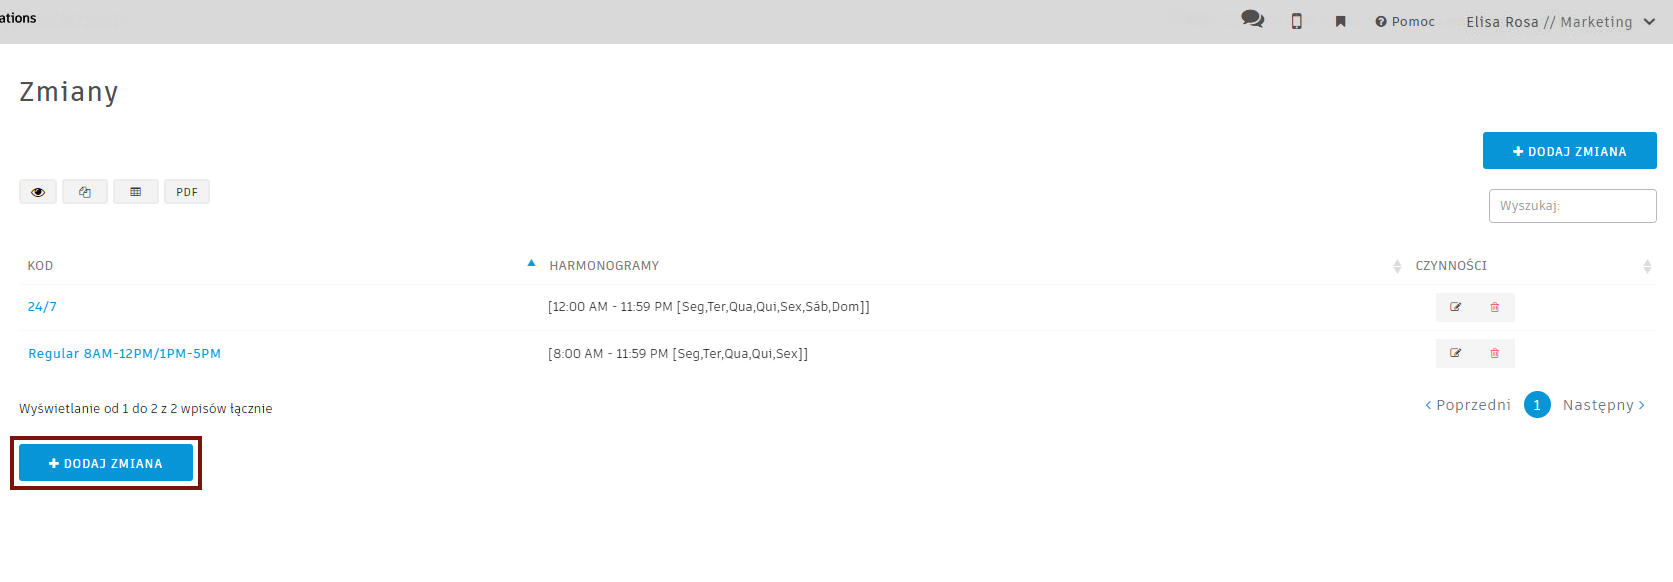 ations
Pomoc
Elisa Rosa // Marketing
Zmiany
DODAJ ZMIANA
PDF
Wyszukaj:
KOD HARMONOGRAMY CZYNNOŚCI
24/7 [12:00 AM - 11:59 PM [Seg,Ter,Qua,Qui,Sex,Sáb,Dom]]
Regular 8AM-12PM/1PM-5PM [8:00 AM - 11:59 PM [Seg,Ter,Qua,Qui,Sex]]
Wyświetlanie od 1 do 2 z 2 wpisów łącznie
Poprzedni 1 Następny
DODAJ ZMIANA